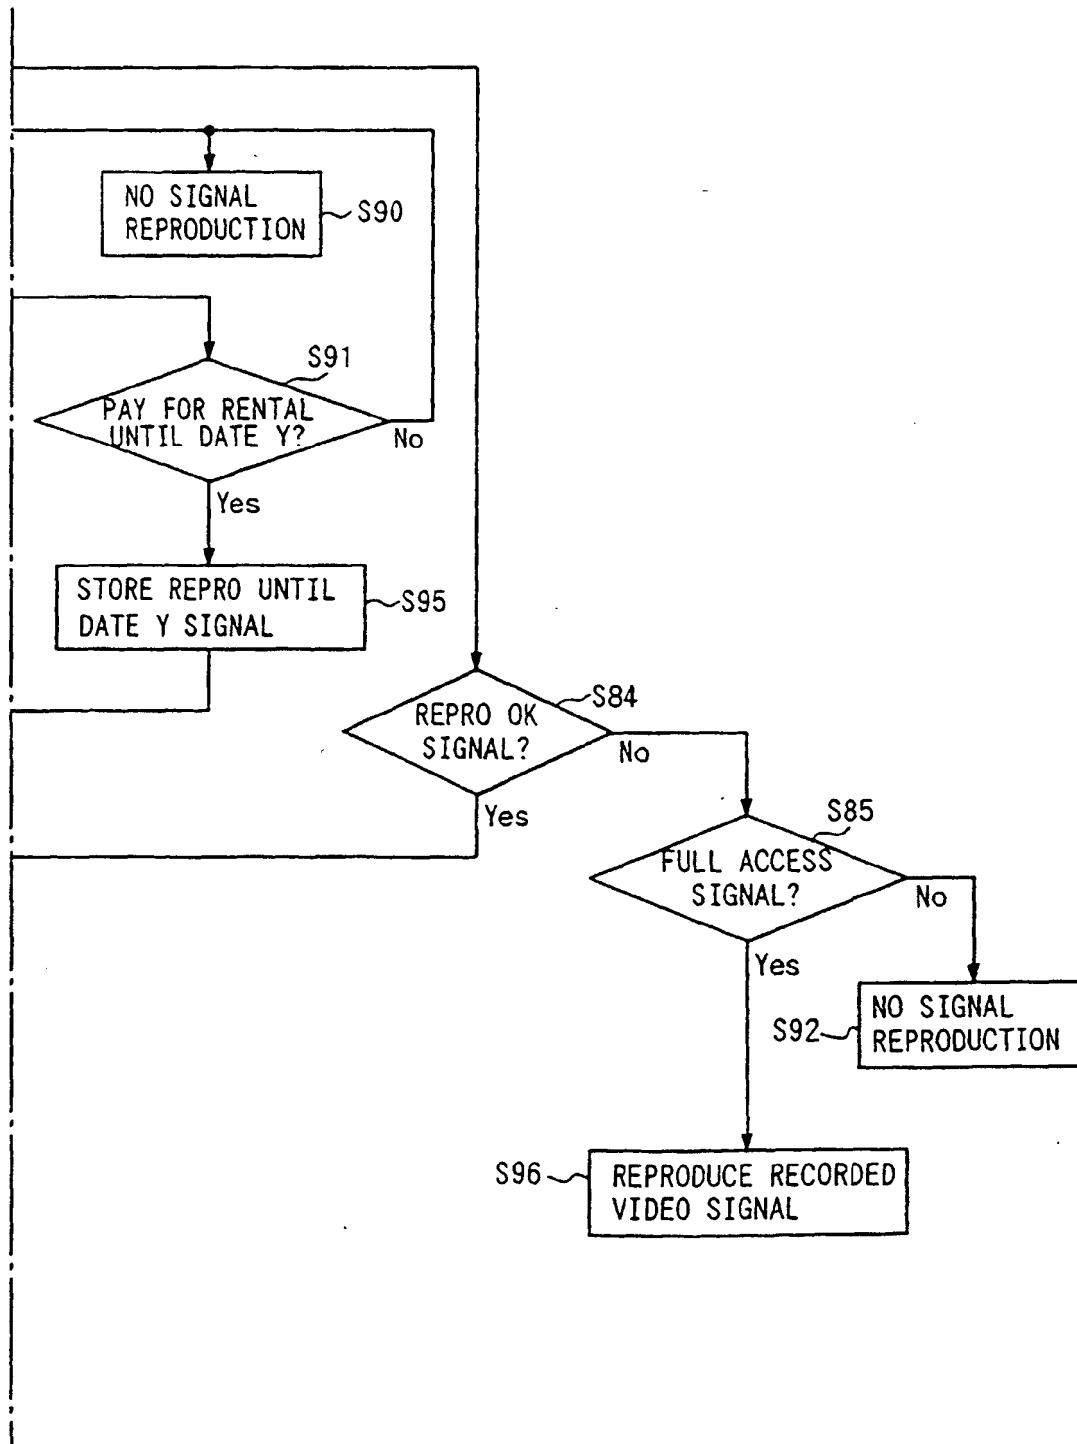 NO SIGNAL
REPRODUCTION
S90
S91
PAY FOR RENTAL
UNTIL DATE Y?
No
Yes
STORE REPRO UNTIL
DATE Y SIGNAL
S95
S84
REPRO OK
SIGNAL?
No
Yes
S85
FULL ACCESS
SIGNAL?
No
Yes
S92
NO SIGNAL
REPRODUCTION
S96
REPRODUCE RECORDED
VIDEO SIGNAL